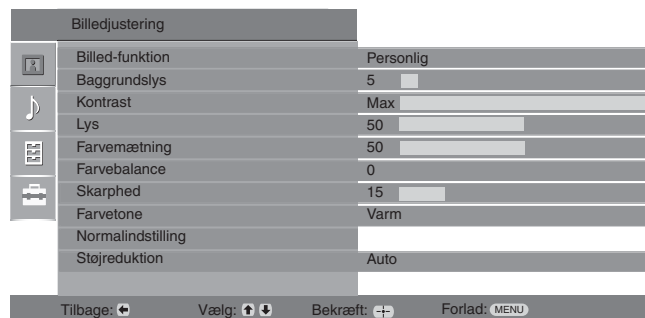 Billedjustering
Billed-funktion Personlig
Baggrundslys 5
Kontrast Max
Lys 50
Farvemætning 50
Farvebalance 0
Skarphed 15
Farvetone Varm
Normalindstilling
Støjreduktion Auto
Tilbage: Vælg: Bekræft: Forlad: MENU